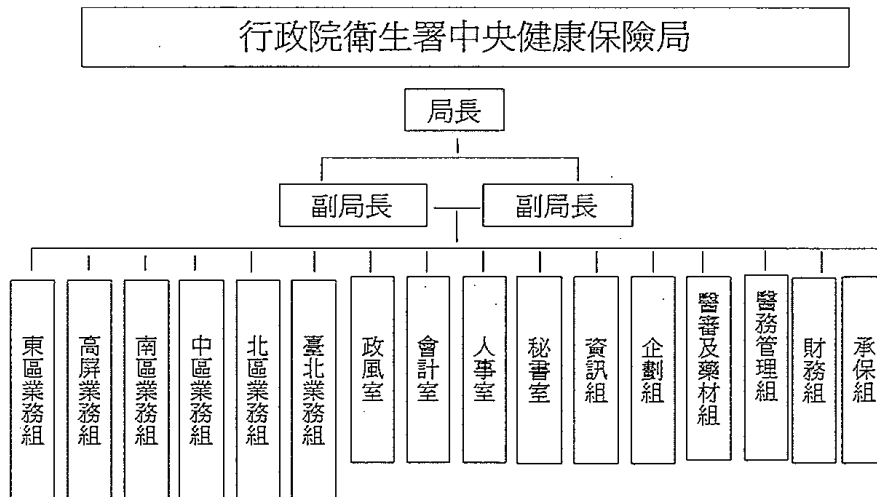 行政院衛生署中央健康保險局
局長
副局長
副局長
東區業務組
高屏業務組
南區業務組
中區業務組
北區業務組
臺北業務組
政風室
會計室
人事室
秘書室
資訊組
企劃組
醫審及藥材組
醫務管理組
財務組
承保組